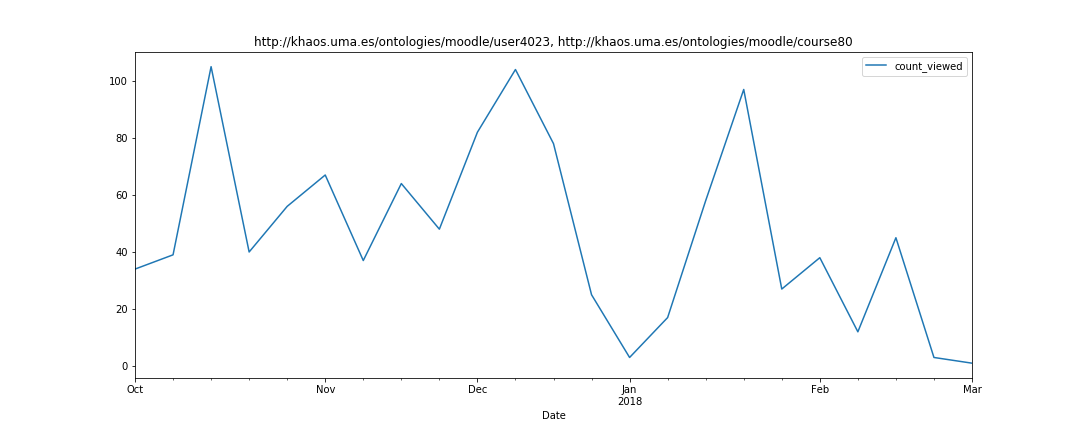 http://khaos.uma.es/ontologies/moodle/user4023, http://khaos.uma.es/ontologies/moodle/course80
count_viewed
100
80
60
40
20
0
Oct Nov Dec Jan Feb Mar
2018
Date